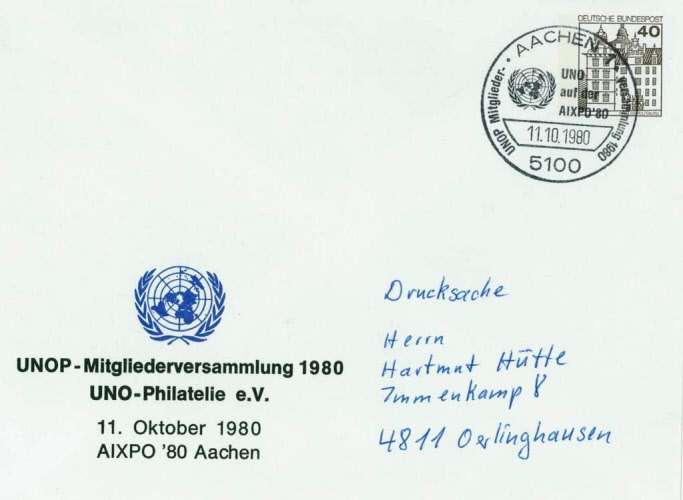 DEUTSCHE BUNDESPOST
40
AACHEN 1
UNOP Mitglieder-
versammlung 1980
UNO
auf der
AIXPO'80
11.10.1980
5100
Drucksache
Herrn
Hartmut Hütte
Immenkamp 8
4811 Oerlinghausen
UNOP-Mitgliederversammlung 1980
UNO-Philatelie e.V.
11. Oktober 1980
AIXPO '80 Aachen